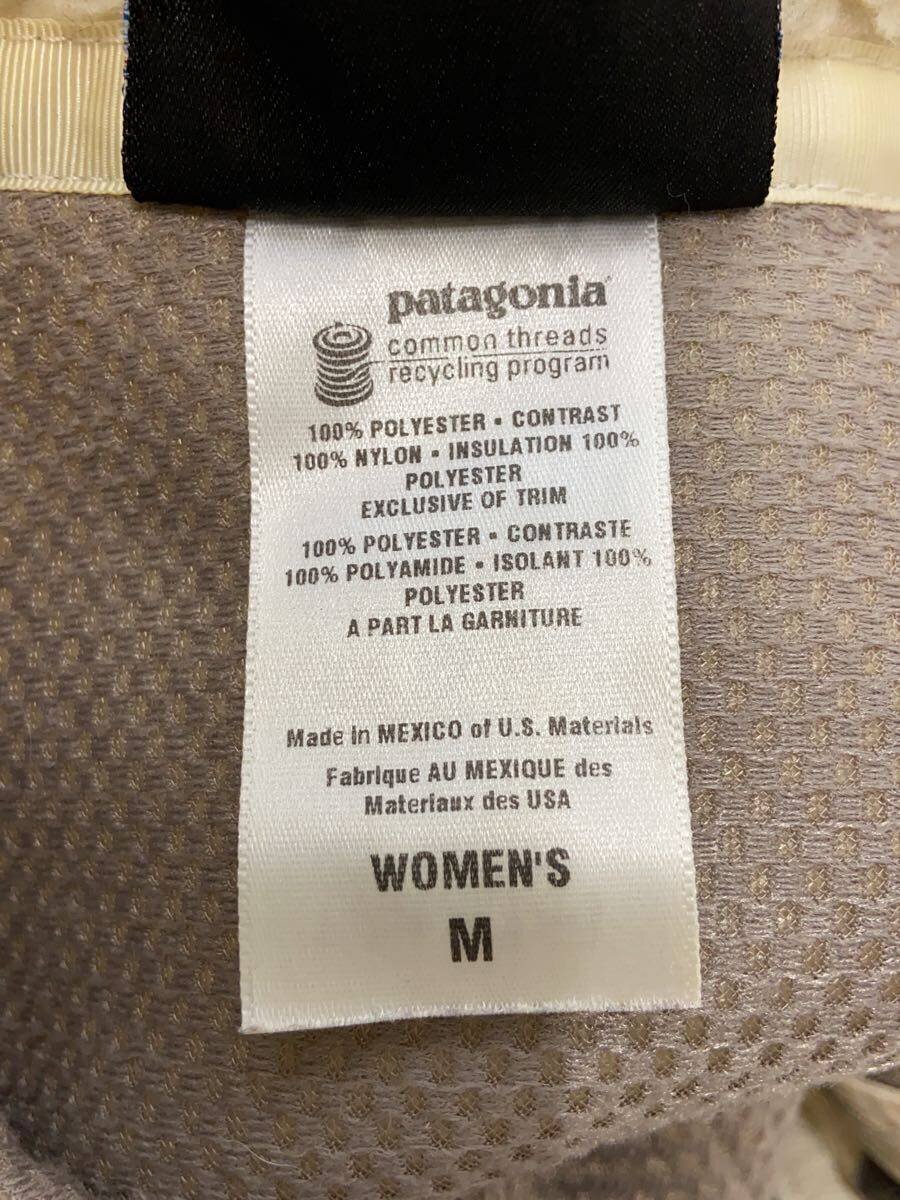 patagonia
common threads
recycling program
100% POLYESTER • CONTRAST
100% NYLON • INSULATION 100%
POLYESTER
EXCLUSIVE OF TRIM
100% POLYESTER • CONTRASTE
100% POLYAMIDE • ISOLANT 100%
POLYESTER
A PART LA GARNITURE
Made in MEXICO of U.S. Materials
Fabrique AU MEXIQUE des
Materiaux des USA
WOMEN'S
M